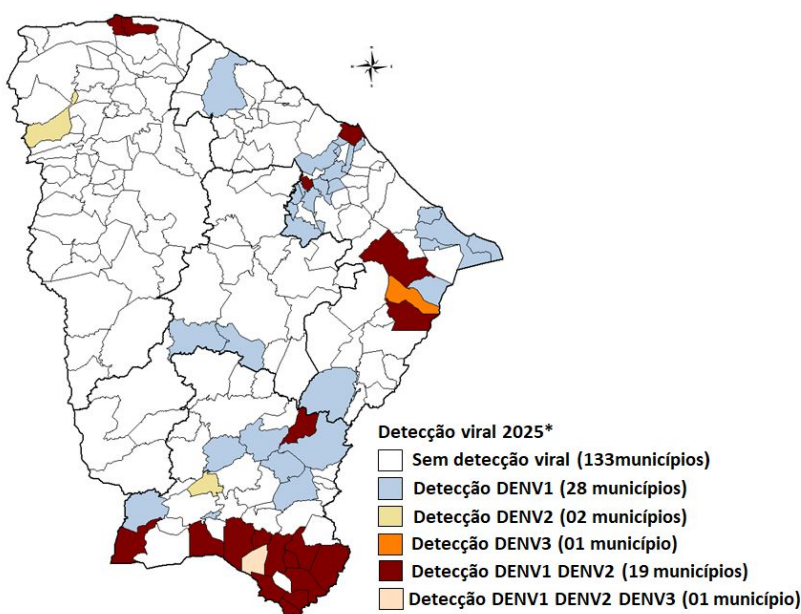 Detecção viral 2025*
Sem detecção viral (133municípios)
Detecção DENV1 (28 municípios)
Detecção DENV2 (02 municípios)
Detecção DENV3 (01 município)
Detecção DENV1 DENV2 (19 municípios)
Detecção DENV1 DENV2 DENV3 (01 município)